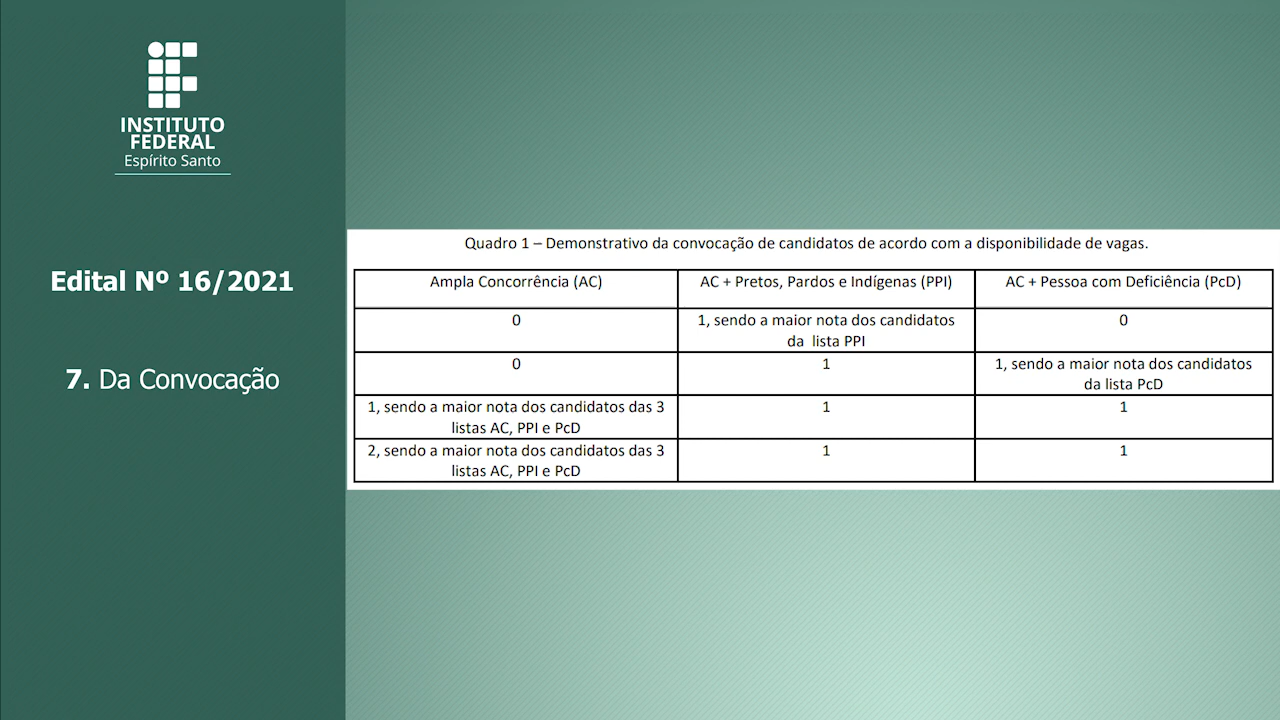 INSTITUTO
FEDERAL
Espírito Santo
Edital Nº 16/2021
7. Da Convocação
Quadro 1 – Demonstrativo da convocação de candidatos de acordo com a disponibilidade de vagas.
Ampla Concorrência (AC)
AC + Pretos, Pardos e Indígenas (PPI)
AC + Pessoa com Deficiência (PcD)
0
1, sendo a maior nota dos candidatos
da lista PPI
0
0
1
1, sendo a maior nota dos candidatos
da lista PcD
1, sendo a maior nota dos candidatos das 3
listas AC, PPI e PcD
1
1
2, sendo a maior nota dos candidatos das 3
listas AC, PPI e PcD
1
1